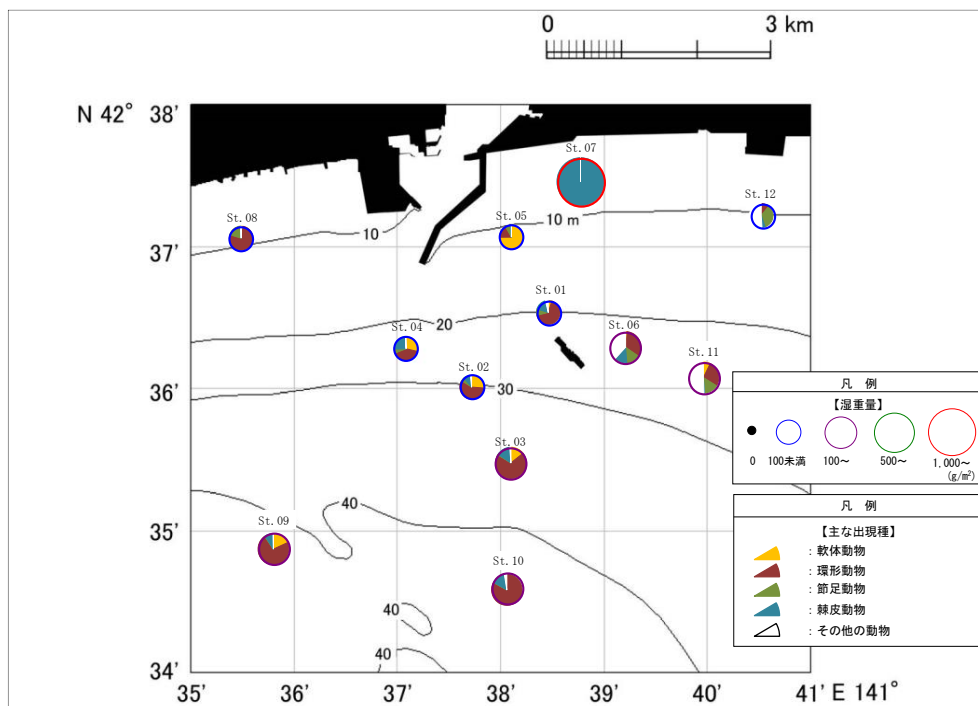 0 3 km
N 42° 38'
St. 07
St. 12
St. 08
St. 05
10 m
10
37'
St. 01
20
St. 04
St. 06
St. 11
St. 02
36'
30
凡 例
【湿重量】
0 100未満 100～ 500～ 1,000～
(g/m²)
St. 03
40
凡 例
【主な出現種】
：軟体動物
：環形動物
：節足動物
：棘皮動物
：その他の動物
35'
St. 09
St. 10
40
40
34'
35' 36' 37' 38' 39' 40' 41' E 141°